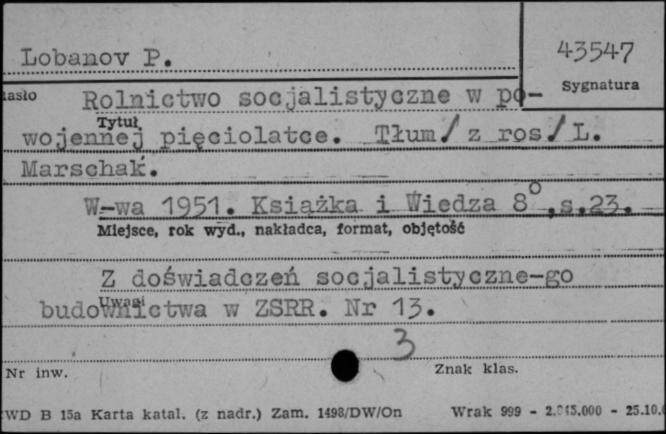 Lobanov P.
43547
Sygnatura
Rolnictwo socjalistyczne w po-
Tytuł
wojennej pięciolatce. Tłum/ z ros/ L.
Marschak.
W-wa 1951. Książka i Wiedza 8° ,s.23.
Miejsce, rok wyd., nakładca, format, objętość
Z doświadczeń socjalistyczne-go
Uwagi
budownictwa w ZSRR. Nr 13.
3
Nr inw.
Znak klas.
WD B 15a Karta katal. (z nadr.) Zam. 1498/DW/On Wrak 999 - - 25.10.